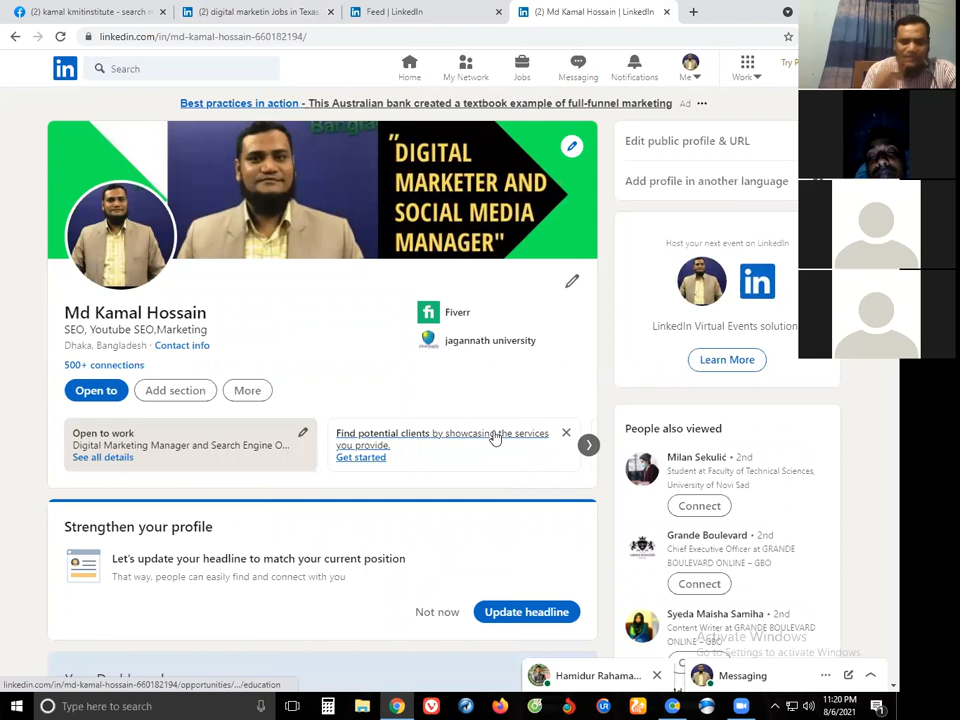 (2) kamal kmitinstitute - search re
(2) digital marketin Jobs in Texas
Feed | LinkedIn
(2) Md Kamal Hossain | LinkedIn
linkedin.com/in/md-kamal-hossain-660182194/
Search
Home
My Network
Jobs
Messaging
Notifications
Me
Work
Try P
Best practices in action - This Australian bank created a textbook example of full-funnel marketing
Ad
"DIGITAL
MARKETER AND
SOCIAL MEDIA
MANAGER"
Edit public profile & URL
Add profile in another language
Host your next event on LinkedIn
LinkedIn Virtual Events solution
Learn More
Md Kamal Hossain
SEO, Youtube SEO,Marketing
Dhaka, Bangladesh · Contact info
500+ connections
Fiverr
jagannath university
Open to
Add section
More
Open to work
Digital Marketing Manager and Search Engine O...
See all details
Find potential clients by showcasing the services
you provide.
Get started
People also viewed
Milan Sekulić • 2nd
Student at Faculty of Technical Sciences,
University of Novi Sad
Connect
Grande Boulevard • 2nd
Chief Executive Officer at GRANDE
BOULEVARD ONLINE – GBO
Connect
Syeda Maisha Samiha • 2nd
Content Writer at GRANDE BOULEVARD
ONLINE – GBO
Strengthen your profile
Let's update your headline to match your current position
That way, people can easily find and connect with you
Not now
Update headline
Activate Windows
Go to Settings to activate Windows.
Hamidur Rahama...
Messaging
linkedin.com/in/md-kamal-hossain-660182194/opportunities/.../education
Type here to search
11:20 PM
8/6/2021